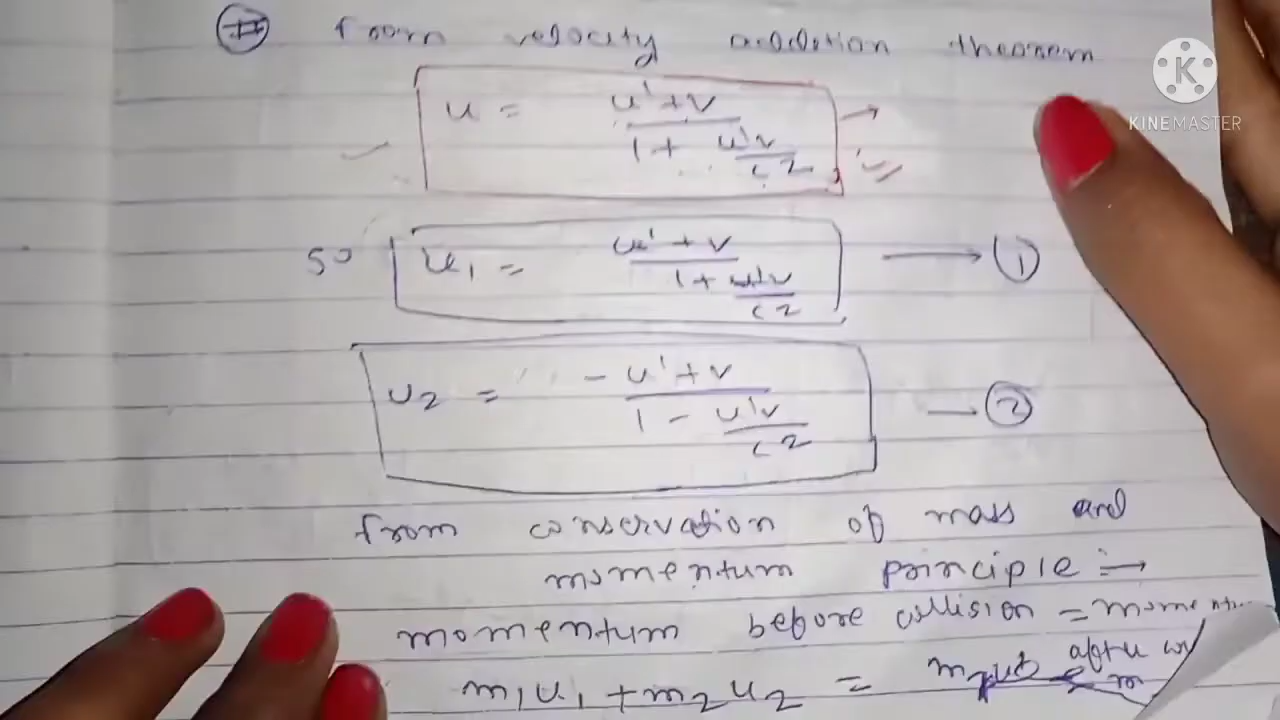 # from velocity addition theorem
KINEMASTER
u = u'+v / 1 + u'v/c2
so u1 = u'+v / 1 + u'v/c2 → 1
u2 = - u'+v / 1 - u'v/c2 → 2
from conservation of mass and
momentum principle :→
momentum before collision = momentum
after
m1u1 + m2u2 =